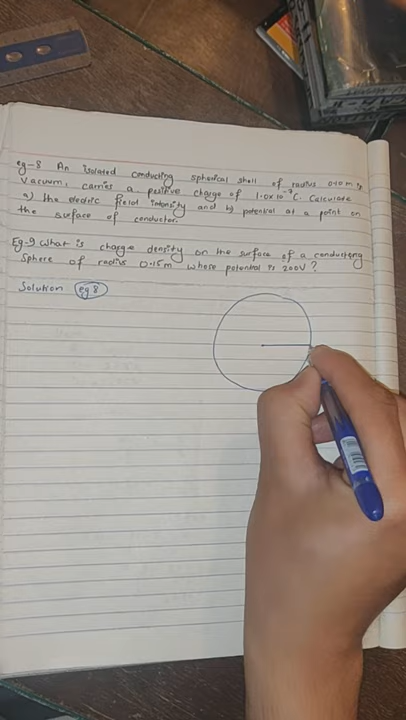 eg-8 An isolated conducting spherical shell of radius 0.10 m in
vacuum, carries a positive charge of 1.0x10⁻⁷C. Calculate
a) the electric field intensity and b) potential at a point on
the surface of conductor.
Eg-9 What is charge density on the surface of a conducting
Sphere of radius 0.15m whose potential is 200V?
Solution eg 8